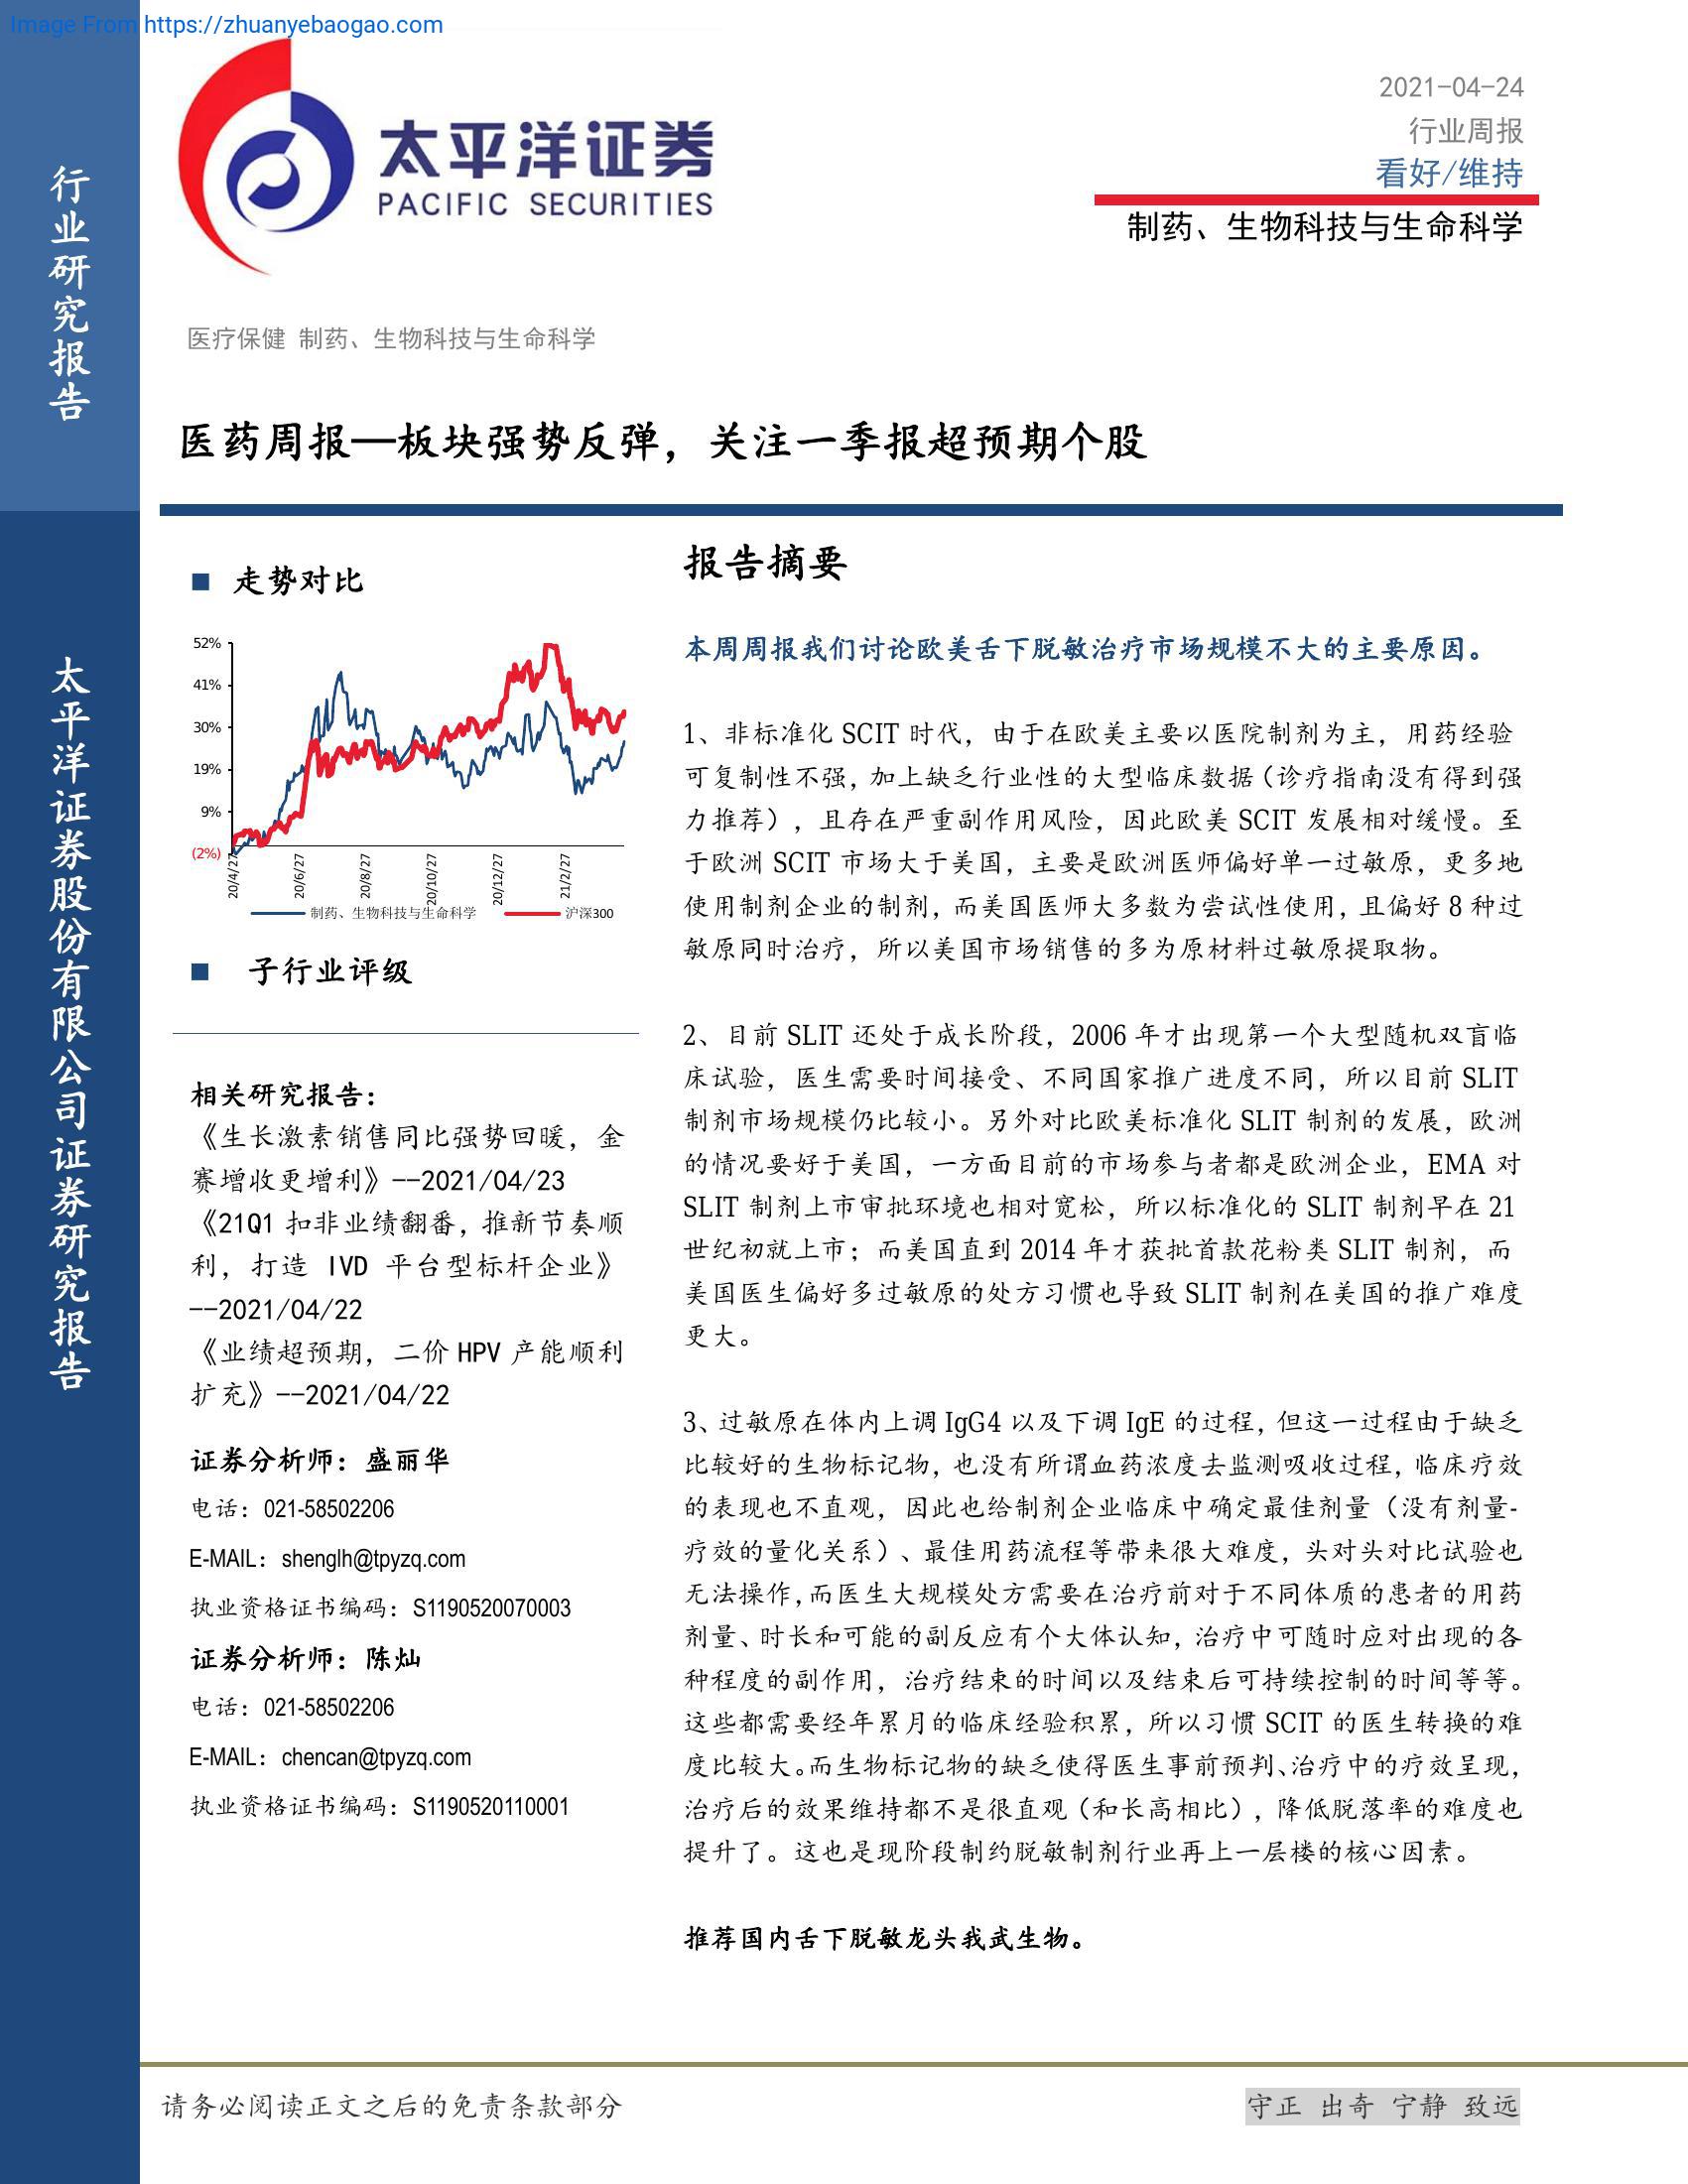 Image From https://zhuanyebaogao.com
行业研究报告
太平洋证券股份有限公司证券研究报告
太平洋证券
PACIFIC SECURITIES
2021-04-24
行业周报
看好/维持
制药、生物科技与生命科学
医疗保健 制药、生物科技与生命科学
医药周报—板块强势反弹，关注一季报超预期个股
■ 走势对比
52%
41%
30%
19%
9%
(2%)
20/4/27
20/6/27
20/8/27
20/10/27
20/12/27
21/2/27
制药、生物科技与生命科学 沪深300
■ 子行业评级
相关研究报告：
《生长激素销售同比强势回暖，金
赛增收更增利》--2021/04/23
《21Q1 扣非业绩翻番，推新节奏顺
利，打造 IVD 平台型标杆企业》
--2021/04/22
《业绩超预期，二价 HPV 产能顺利
扩充》--2021/04/22
证券分析师：盛丽华
电话：021-58502206
E-MAIL：shenglh@tpyzq.com
执业资格证书编码：S1190520070003
证券分析师：陈灿
电话：021-58502206
E-MAIL：chencan@tpyzq.com
执业资格证书编码：S1190520110001
报告摘要
本周周报我们讨论欧美舌下脱敏治疗市场规模不大的主要原因。
1、非标准化 SCIT 时代，由于在欧美主要以医院制剂为主，用药经验
可复制性不强，加上缺乏行业性的大型临床数据（诊疗指南没有得到强
力推荐），且存在严重副作用风险，因此欧美 SCIT 发展相对缓慢。至
于欧洲 SCIT 市场大于美国，主要是欧洲医师偏好单一过敏原，更多地
使用制剂企业的制剂，而美国医师大多数为尝试性使用，且偏好 8 种过
敏原同时治疗，所以美国市场销售的多为原材料过敏原提取物。
2、目前 SLIT 还处于成长阶段，2006 年才出现第一个大型随机双盲临
床试验，医生需要时间接受、不同国家推广进度不同，所以目前 SLIT
制剂市场规模仍比较小。另外对比欧美标准化 SLIT 制剂的发展，欧洲
的情况要好于美国，一方面目前的市场参与者都是欧洲企业，EMA 对
SLIT 制剂上市审批环境也相对宽松，所以标准化的 SLIT 制剂早在 21
世纪初就上市；而美国直到 2014 年才获批首款花粉类 SLIT 制剂，而
美国医生偏好多过敏原的处方习惯也导致 SLIT 制剂在美国的推广难度
更大。
3、过敏原在体内上调 IgG4 以及下调 IgE 的过程，但这一过程由于缺乏
比较好的生物标记物，也没有所谓血药浓度去监测吸收过程，临床疗效
的表现也不直观，因此也给制剂企业临床中确定最佳剂量（没有剂量-
疗效的量化关系）、最佳用药流程等带来很大难度，头对头对比试验也
无法操作，而医生大规模处方需要在治疗前对于不同体质的患者的用药
剂量、时长和可能的副反应有个大体认知，治疗中可随时应对出现的各
种程度的副作用，治疗结束的时间以及结束后可持续控制的时间等等。
这些都需要经年累月的临床经验积累，所以习惯 SCIT 的医生转换的难
度比较大。而生物标记物的缺乏使得医生事前预判、治疗中的疗效呈现，
治疗后的效果维持都不是很直观（和长高相比），降低脱落率的难度也
提升了。这也是现阶段制约脱敏制剂行业再上一层楼的核心因素。
推荐国内舌下脱敏龙头我武生物。
请务必阅读正文之后的免责条款部分
守正 出奇 宁静 致远